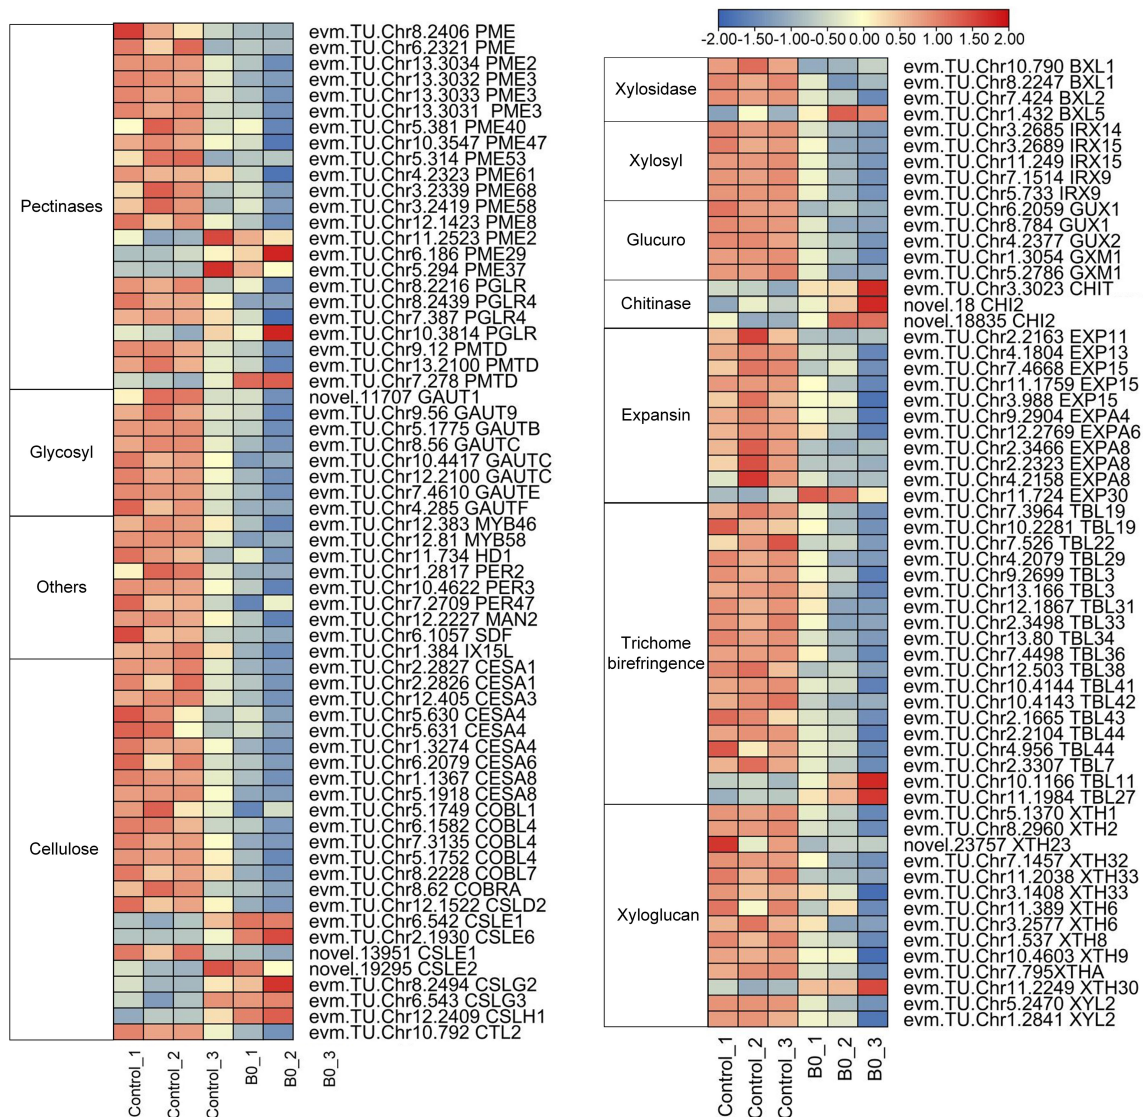 Pectinases
Glycosyl
Others
Cellulose
evm.TU.Chr8.2406 PME
evm.TU.Chr6.2321 PME
evm.TU.Chr13.3034 PME2
evm.TU.Chr13.3032 PME3
evm.TU.Chr13.3033 PME3
evm.TU.Chr13.3031 PME3
evm.TU.Chr5.381 PME40
evm.TU.Chr10.3547 PME47
evm.TU.Chr5.314 PME53
evm.TU.Chr4.2323 PME61
evm.TU.Chr3.2339 PME68
evm.TU.Chr3.2419 PME58
evm.TU.Chr12.1423 PME8
evm.TU.Chr11.2523 PME2
evm.TU.Chr6.186 PME29
evm.TU.Chr5.294 PME37
evm.TU.Chr8.2216 PGLR
evm.TU.Chr8.2439 PGLR4
evm.TU.Chr7.387 PGLR4
evm.TU.Chr10.3814 PGLR
evm.TU.Chr9.12 PMTD
evm.TU.Chr13.2100 PMTD
evm.TU.Chr7.278 PMTD
novel.11707 GAUT1
evm.TU.Chr9.56 GAUT9
evm.TU.Chr5.1775 GAUTB
evm.TU.Chr8.56 GAUTC
evm.TU.Chr10.4417 GAUTC
evm.TU.Chr12.2100 GAUTC
evm.TU.Chr7.4610 GAUTE
evm.TU.Chr4.285 GAUTF
evm.TU.Chr12.383 MYB46
evm.TU.Chr12.81 MYB58
evm.TU.Chr11.734 HD1
evm.TU.Chr1.2817 PER2
evm.TU.Chr10.4622 PER3
evm.TU.Chr7.2709 PER47
evm.TU.Chr12.2227 MAN2
evm.TU.Chr6.1057 SDF
evm.TU.Chr1.384 IX15L
evm.TU.Chr2.2827 CESA1
evm.TU.Chr2.2826 CESA1
evm.TU.Chr12.405 CESA3
evm.TU.Chr5.630 CESA4
evm.TU.Chr5.631 CESA4
evm.TU.Chr1.3274 CESA4
evm.TU.Chr6.2079 CESA6
evm.TU.Chr1.1367 CESA8
evm.TU.Chr5.1918 CESA8
evm.TU.Chr5.1749 COBL1
evm.TU.Chr6.1582 COBL4
evm.TU.Chr7.3135 COBL4
evm.TU.Chr5.1752 COBL4
evm.TU.Chr8.2228 COBL7
evm.TU.Chr8.62 COBRA
evm.TU.Chr12.1522 CSLD2
evm.TU.Chr6.542 CSLE1
evm.TU.Chr2.1930 CSLE6
novel.13951 CSLE1
novel.19295 CSLE2
evm.TU.Chr8.2494 CSLG2
evm.TU.Chr6.543 CSLG3
evm.TU.Chr12.2409 CSLH1
evm.TU.Chr10.792 CTL2
Control_1
Control_2
Control_3
B0_1
B0_2
B0_3
-2.00 -1.50 -1.00 -0.50 0.00 0.50 1.00 1.50 2.00
Xylosidase
Xylosyl
Glucuro
Chitinase
Expansin
Trichome
birefringence
Xyloglucan
evm.TU.Chr10.790 BXL1
evm.TU.Chr8.2247 BXL1
evm.TU.Chr7.424 BXL2
evm.TU.Chr1.432 BXL5
evm.TU.Chr3.2685 IRX14
evm.TU.Chr3.2689 IRX15
evm.TU.Chr11.249 IRX15
evm.TU.Chr7.1514 IRX9
evm.TU.Chr5.733 IRX9
evm.TU.Chr6.2059 GUX1
evm.TU.Chr8.784 GUX1
evm.TU.Chr4.2377 GUX2
evm.TU.Chr1.3054 GXM1
evm.TU.Chr5.2786 GXM1
evm.TU.Chr3.3023 CHIT
novel.18 CHI2
novel.18835 CHI2
evm.TU.Chr2.2163 EXP11
evm.TU.Chr4.1804 EXP13
evm.TU.Chr7.4668 EXP15
evm.TU.Chr11.1759 EXP15
evm.TU.Chr3.988 EXP15
evm.TU.Chr9.2904 EXPA4
evm.TU.Chr12.2769 EXPA6
evm.TU.Chr2.3466 EXPA8
evm.TU.Chr2.2323 EXPA8
evm.TU.Chr4.2158 EXPA8
evm.TU.Chr11.724 EXP30
evm.TU.Chr7.3964 TBL19
evm.TU.Chr10.2281 TBL19
evm.TU.Chr7.526 TBL22
evm.TU.Chr4.2079 TBL29
evm.TU.Chr9.2699 TBL3
evm.TU.Chr13.166 TBL3
evm.TU.Chr12.1867 TBL31
evm.TU.Chr2.3498 TBL33
evm.TU.Chr13.80 TBL34
evm.TU.Chr7.4498 TBL36
evm.TU.Chr12.503 TBL38
evm.TU.Chr10.4144 TBL41
evm.TU.Chr10.4143 TBL42
evm.TU.Chr2.1665 TBL43
evm.TU.Chr2.2104 TBL44
evm.TU.Chr4.956 TBL44
evm.TU.Chr2.3307 TBL7
evm.TU.Chr10.1166 TBL11
evm.TU.Chr11.1984 TBL27
evm.TU.Chr5.1370 XTH1
evm.TU.Chr8.2960 XTH2
novel.23757 XTH23
evm.TU.Chr7.1457 XTH32
evm.TU.Chr11.2038 XTH33
evm.TU.Chr3.1408 XTH33
evm.TU.Chr11.389 XTH6
evm.TU.Chr3.2577 XTH6
evm.TU.Chr1.537 XTH8
evm.TU.Chr10.4603 XTH9
evm.TU.Chr7.795XTHA
evm.TU.Chr11.2249 XTH30
evm.TU.Chr5.2470 XYL2
evm.TU.Chr1.2841 XYL2
Control_1
Control_2
Control_3
B0_1
B0_2
B0_3